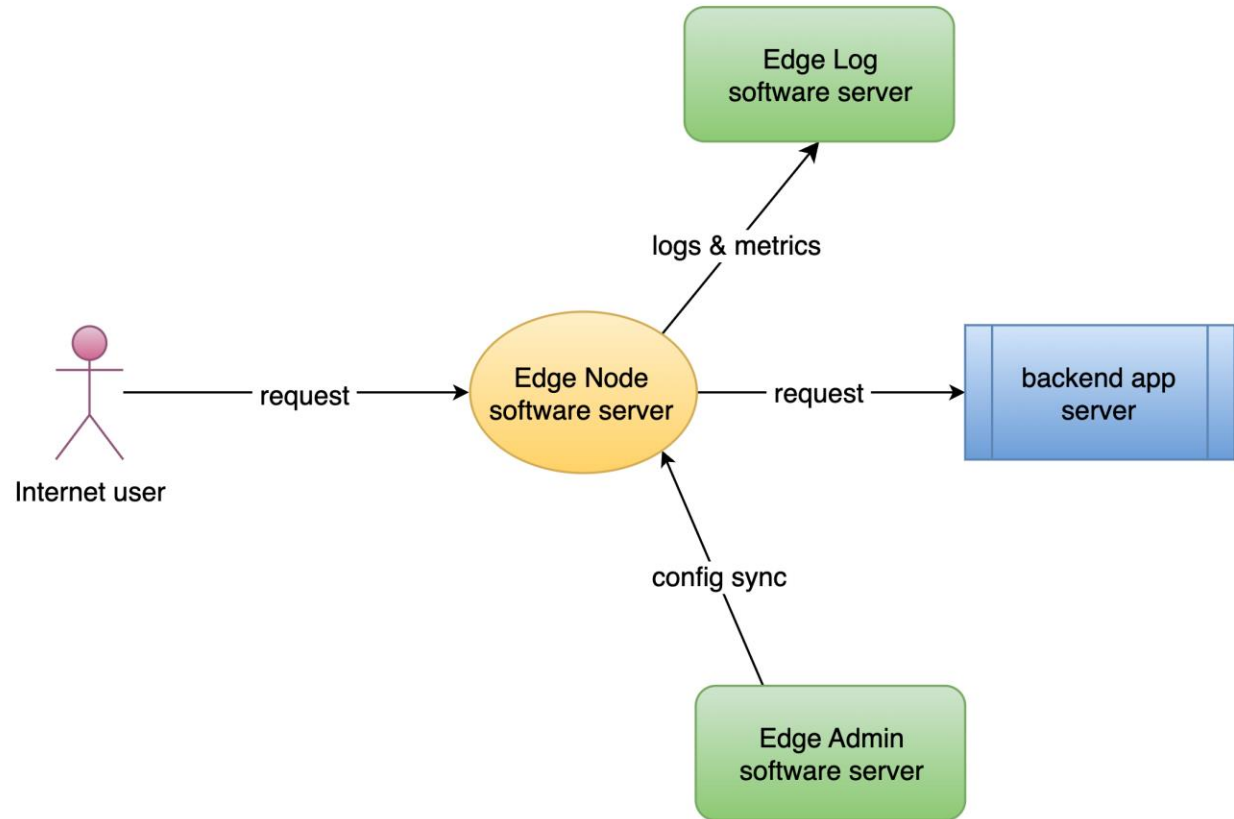 Edge Log
software server
logs & metrics
Internet user
request
Edge Node
software server
request
backend app
server
config sync
Edge Admin
software server